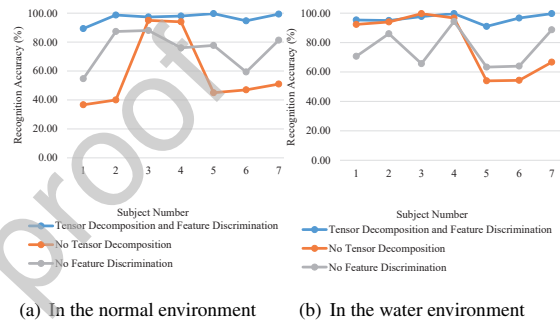 100.00
80.00
60.00
40.00
20.00
0.00
Recognition Accuracy (%)
1 2 3 4 5 6 7
Subject Number
Tensor Decomposition and Feature Discrimination
No Tensor Decomposition
No Feature Discrimination
(a) In the normal environment
100.00
80.00
60.00
40.00
20.00
0.00
Recognition Accuracy (%)
1 2 3 4 5 6 7
Subject Number
Tensor Decomposition and Feature Discrimination
No Tensor Decomposition
No Feature Discrimination
(b) In the water environment
proof